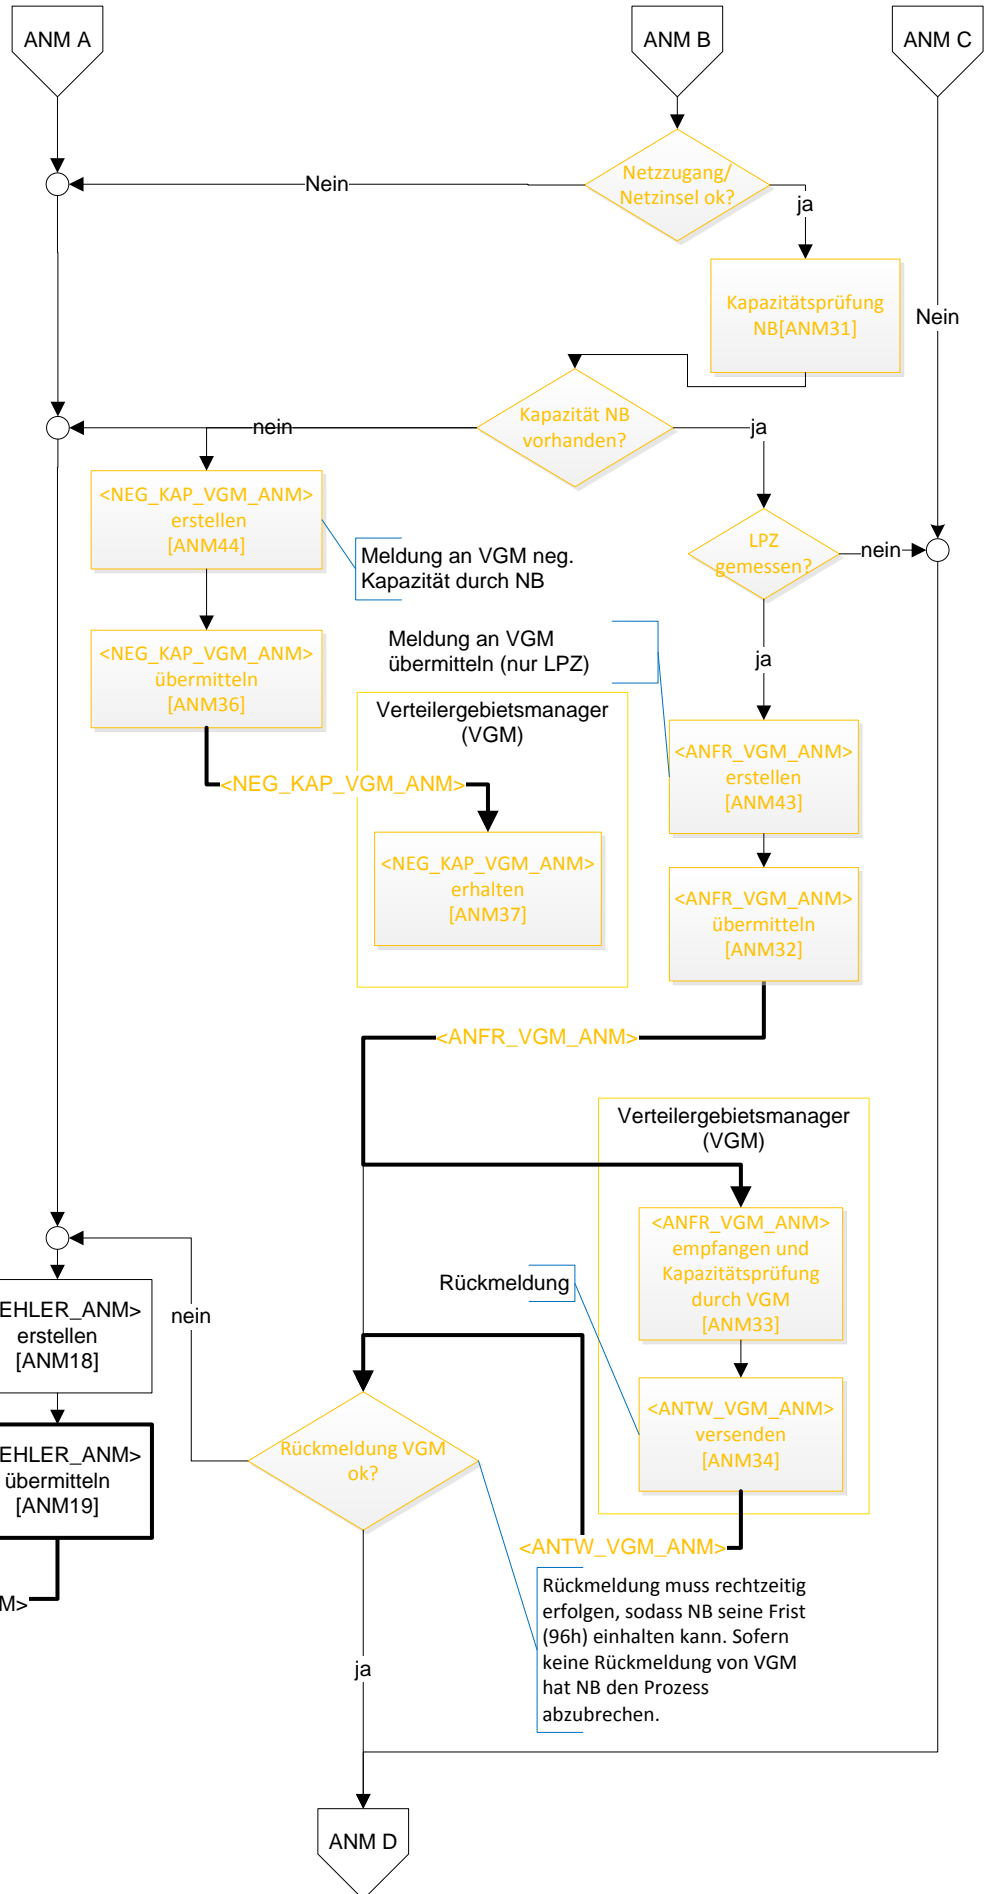 ANM A
ANM B
ANM C
Netzzugang/
Netzinsel ok?
Nein
ja
Kapazitätsprüfung
NB[ANM31]
Nein
Kapazität NB
vorhanden?
nein
ja
<NEG_KAP_VGM_ANM>
erstellen
[ANM44]
Meldung an VGM neg.
Kapazität durch NB
LPZ
gemessen?
nein
ja
<NEG_KAP_VGM_ANM>
übermitteln
[ANM36]
Meldung an VGM
übermitteln (nur LPZ)
Verteilergebietsmanager
(VGM)
<NEG_KAP_VGM_ANM>
<ANFR_VGM_ANM>
erstellen
[ANM43]
<NEG_KAP_VGM_ANM>
erhalten
[ANM37]
<ANFR_VGM_ANM>
übermitteln
[ANM32]
<ANFR_VGM_ANM>
Verteilergebietsmanager
(VGM)
<ANFR_VGM_ANM>
empfangen und
Kapazitätsprüfung
durch VGM
[ANM33]
Rückmeldung
EHLER_ANM>
erstellen
[ANM18]
nein
<ANTW_VGM_ANM>
versenden
[ANM34]
Rückmeldung VGM
ok?
EHLER_ANM>
übermitteln
[ANM19]
<ANTW_VGM_ANM>
M>
Rückmeldung muss rechtzeitig
erfolgen, sodass NB seine Frist
(96h) einhalten kann. Sofern
keine Rückmeldung von VGM
hat NB den Prozess
abzubrechen.
ja
ANM D